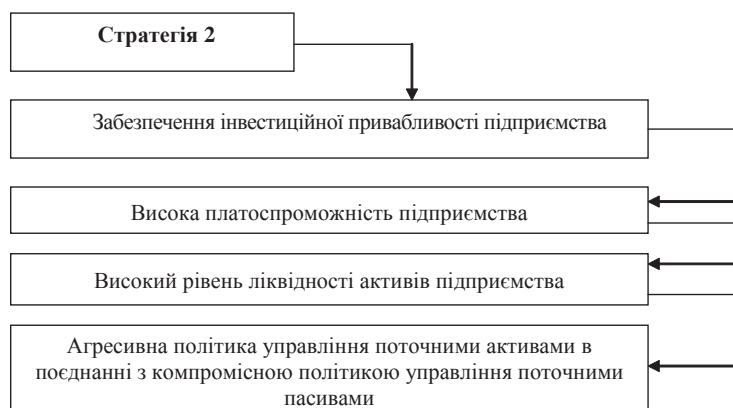 Стратегія 2
Забезпечення інвестиційної привабливості підприємства
Висока платоспроможність підприємства
Високий рівень ліквідності активів підприємства
Агресивна політика управління поточними активами в
поєднанні з компромісною політикою управління поточними
пасивами